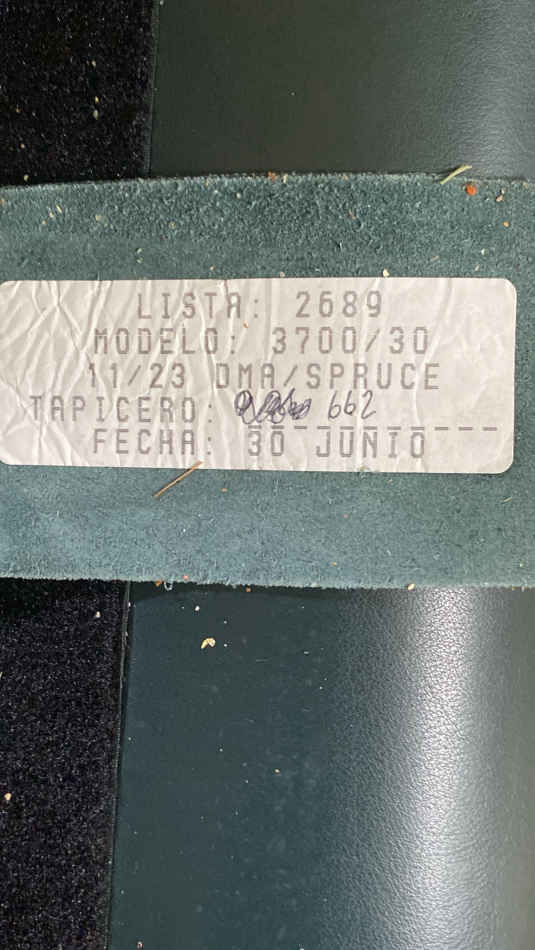 LISTA: 2689
MODELO: 3700/30
11/23 DMA/SPRUCE
TAPICERO: 662
FECHA: 30 JUNIO